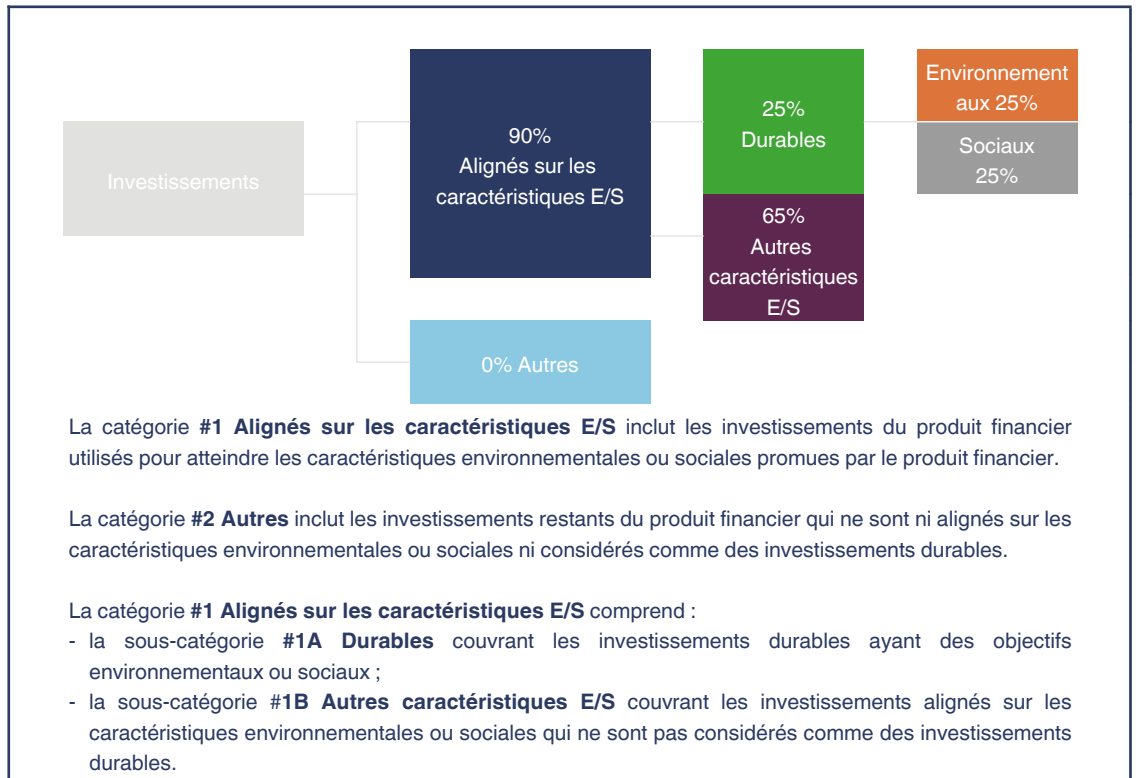 Investissements
90%
Alignés sur les
caractéristiques E/S
25%
Durables
Environnement
aux 25%
Sociaux
25%
65%
Autres
caractéristiques
E/S
0% Autres
La catégorie #1 Alignés sur les caractéristiques E/S inclut les investissements du produit financier
utilisés pour atteindre les caractéristiques environnementales ou sociales promues par le produit financier.
La catégorie #2 Autres inclut les investissements restants du produit financier qui ne sont ni alignés sur les
caractéristiques environnementales ou sociales ni considérés comme des investissements durables.
La catégorie #1 Alignés sur les caractéristiques E/S comprend :
- la sous-catégorie #1A Durables couvrant les investissements durables ayant des objectifs
environnementaux ou sociaux ;
- la sous-catégorie #1B Autres caractéristiques E/S couvrant les investissements alignés sur les
caractéristiques environnementales ou sociales qui ne sont pas considérés comme des investissements
durables.